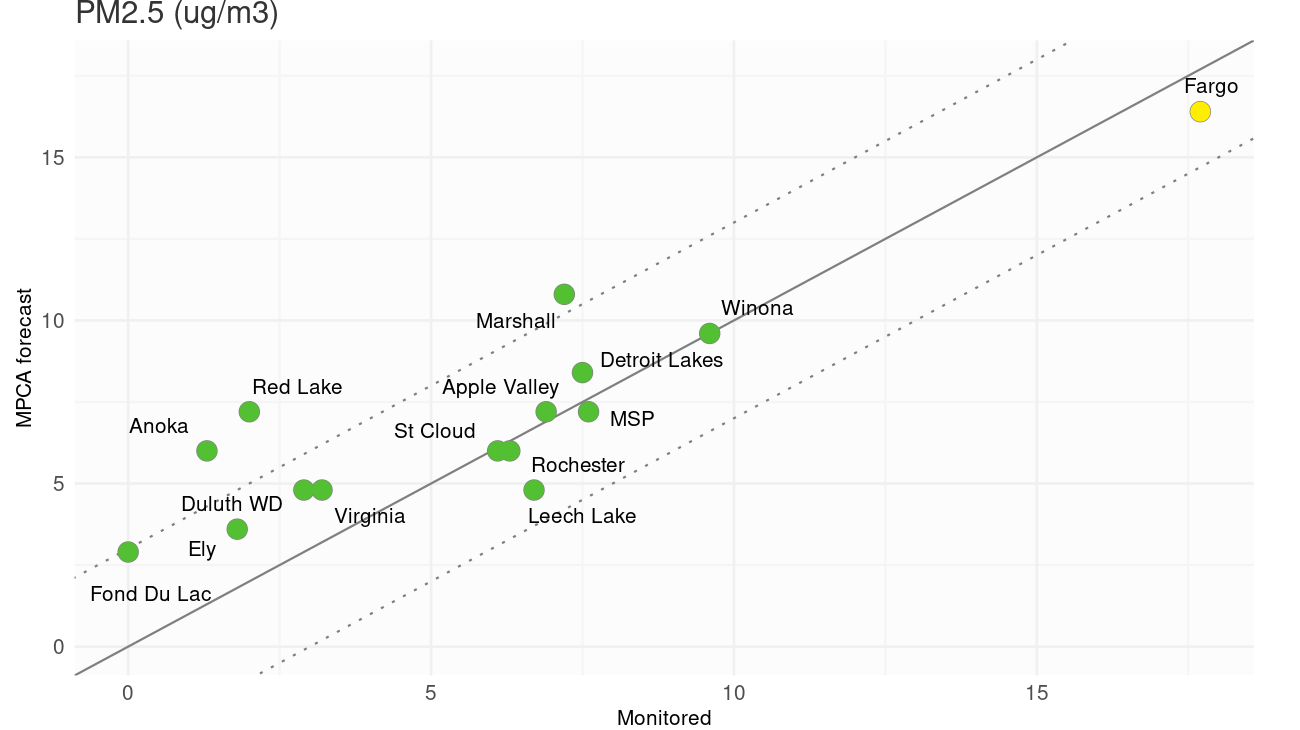 PM2.5 (ug/m3)
Fargo
15
Winona
10
Marshall
Detroit Lakes
Red Lake
Apple Valley
MPCA forecast
Anoka
MSP
St Cloud
Rochester
5
Duluth WD
Virginia
Leech Lake
Ely
Fond Du Lac
0
0 5 10 15
Monitored